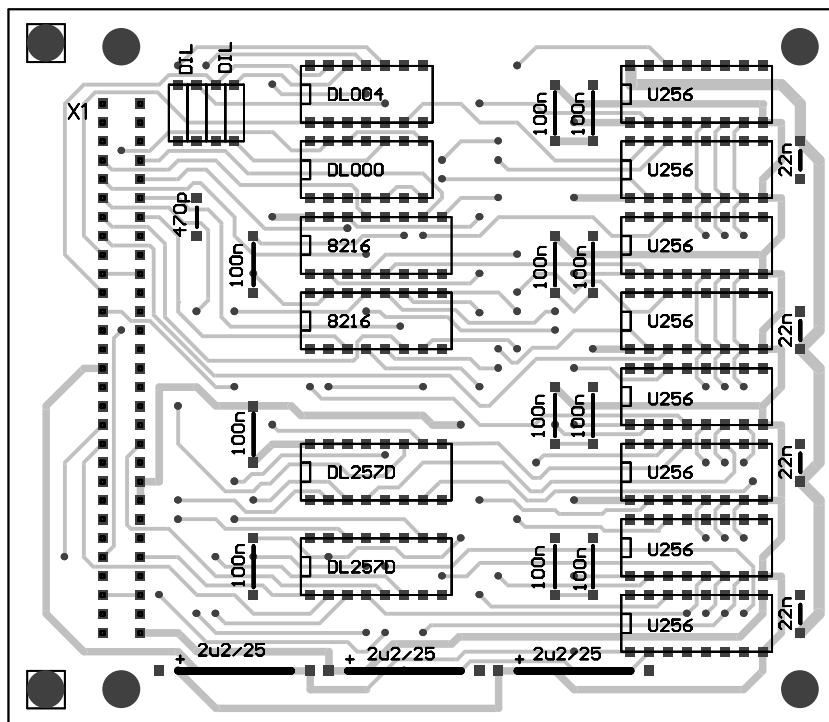 DIL
DIL
X1
DL004
100n
100n
U256
DL000
U256
22n
470p
100n
8216
100n
100n
U256
8216
U256
22n
U256
100n
100n
100n
DL257D
U256
22n
U256
100n
DL257D
100n
100n
U256
22n
+ 2u2/25
+ 2u2/25
+ 2u2/25